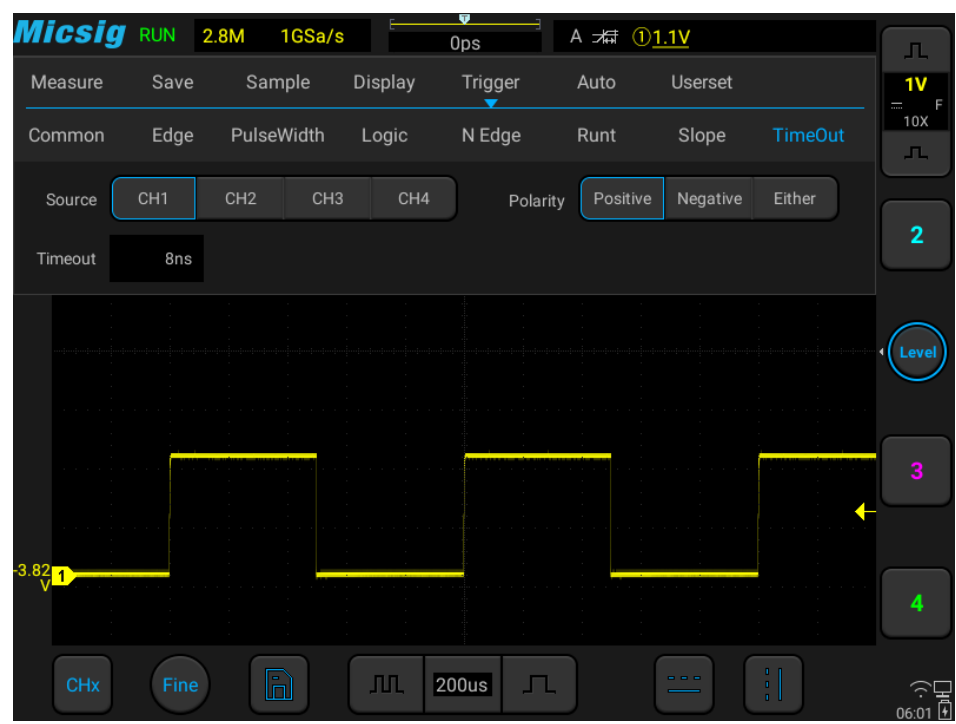 Micsig RUN 2.8M 1GSa/s T 0ps A ①1.1V
Measure Save Sample Display Trigger Auto Userset
Common Edge PulseWidth Logic N Edge Runt Slope TimeOut
Source CH1 CH2 CH3 CH4 Polarity Positive Negative Either
Timeout 8ns
1V
F
10X
2
Level
3
-3.82
V
1
4
CHx Fine 200us
06:01